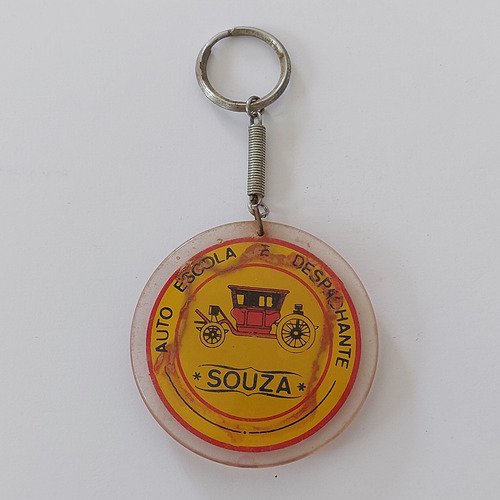 AUTO ESCOLA E DESPACHANTE
* SOUZA *